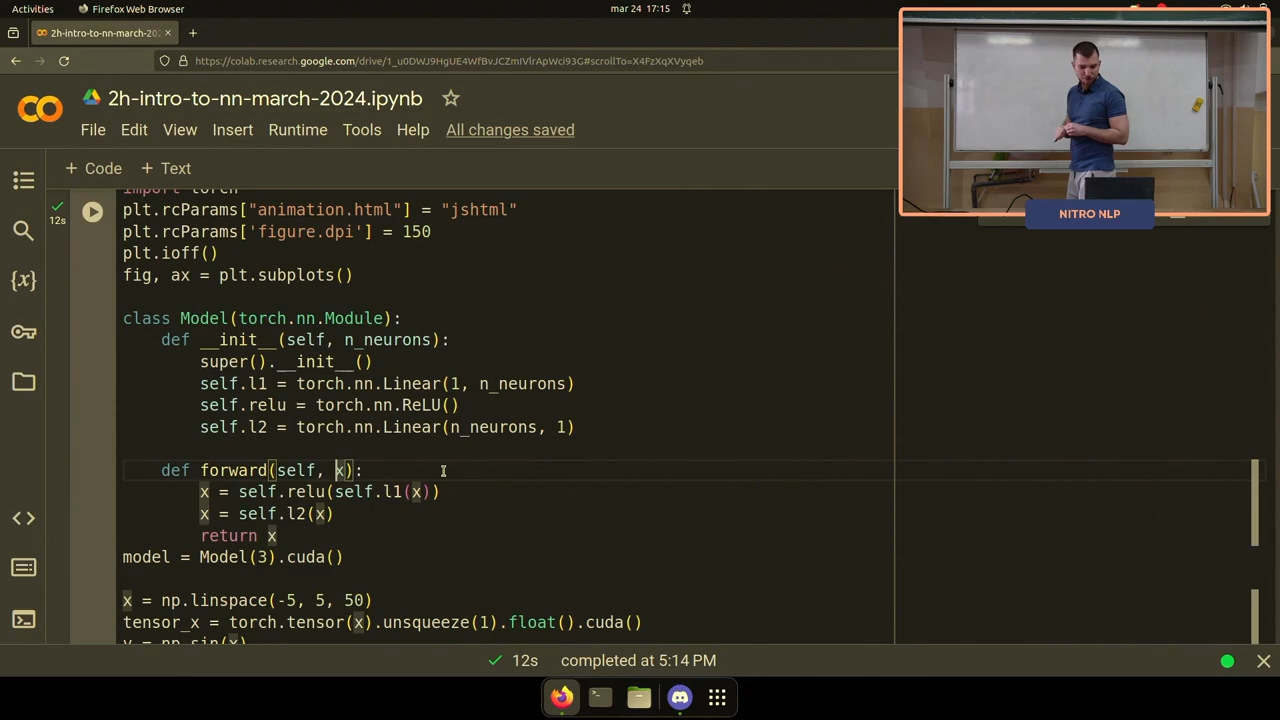 Activities
Firefox Web Browser
mar 24 17:15
2h-intro-to-nn-march-202
https://colab.research.google.com/drive/1_u0DWJ9HgUE4WfBvJCZmIVlrApWci93G#scrollTo=X4FzXqXVyqeb
2h-intro-to-nn-march-2024.ipynb
File Edit View Insert Runtime Tools Help All changes saved
+ Code + Text
NITRO NLP
12s
import torch
plt.rcParams["animation.html"] = "jshtml"
plt.rcParams['figure.dpi'] = 150
plt.ioff()
fig, ax = plt.subplots()
class Model(torch.nn.Module):
def __init__(self, n_neurons):
super().__init__()
self.l1 = torch.nn.Linear(1, n_neurons)
self.relu = torch.nn.ReLU()
self.l2 = torch.nn.Linear(n_neurons, 1)
def forward(self, x):
x = self.relu(self.l1(x))
x = self.l2(x)
return x
model = Model(3).cuda()
x = np.linspace(-5, 5, 50)
tensor_x = torch.tensor(x).unsqueeze(1).float().cuda()
y = np.sin(x)
12s completed at 5:14 PM